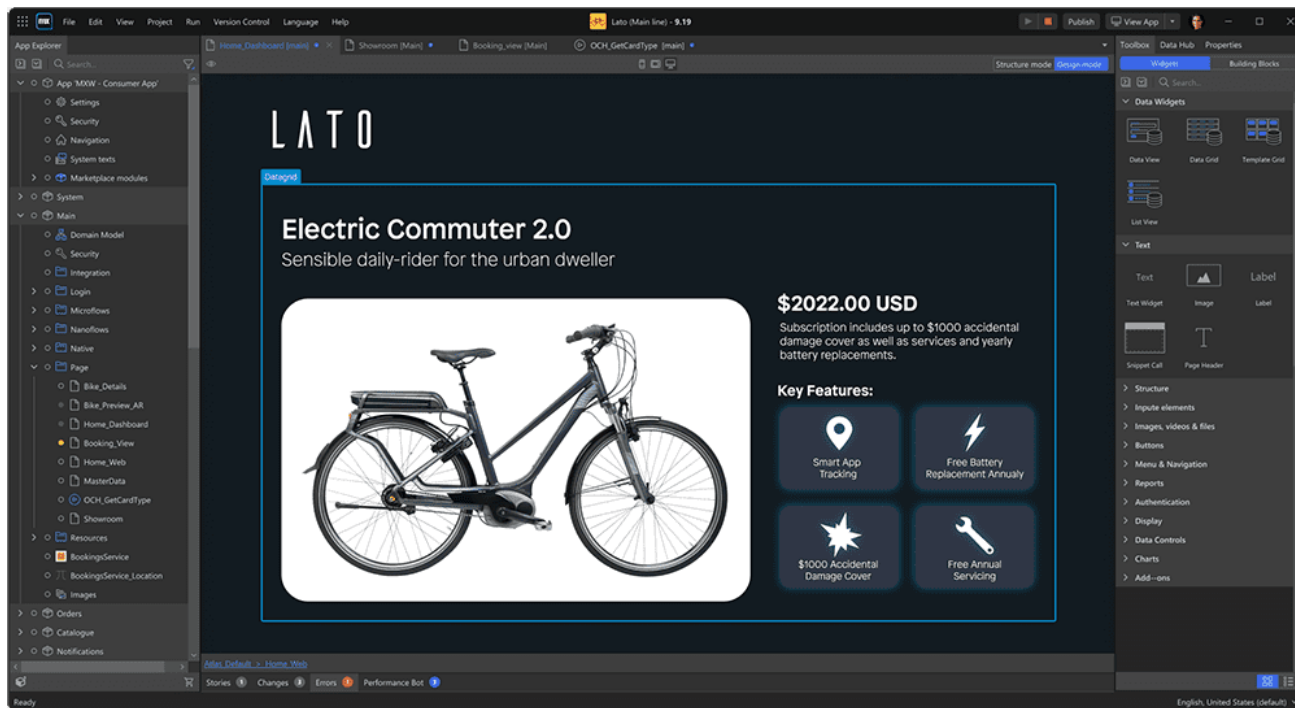 mx File Edit View Project Run Version Control Language Help
Lato (Main line) - 9.19
Publish View App
App Explorer
Home_Dashboard [main] Showroom [Main] Booking_view [Main] OCH_GetCardType [main]
Toolbox Data Hub Properties
Search...
Structure mode Design mode
Widgets Building Blocks
Search...
App 'MXW - Consumer App'
Settings
Security
Navigation
System texts
Marketplace modules
System
Main
Domain Model
Security
Integration
Login
Microflows
Nanoflows
Native
Page
Bike_Details
Bike_Preview_AR
Home_Dashboard
Booking_View
Home_Web
MasterData
OCH_GetCardType
Showroom
Resources
BookingsService
BookingsService_Location
Images
Orders
Catalogue
Notifications
LATO
Datagrid
Electric Commuter 2.0
Sensible daily-rider for the urban dweller
$2022.00 USD
Subscription includes up to $1000 accidental
damage cover as well as services and yearly
battery replacements.
Key Features:
Smart App
Tracking
Free Battery
Replacement Annualy
$1000 Accidental
Damage Cover
Free Annual
Servicing
Data Widgets
Data View Data Grid Template Grid
List View
Text
Text Label
Text Widget Image Label
Snippet Call Page Header
Structure
Inpute elements
Images, videos & files
Buttons
Menu & Navigation
Reports
Authentication
Display
Data Controls
Charts
Add--ons
Atlas_Default > Home_Web
Stories 1 Changes 3 Errors Performance Bot
Ready
English, United States (default)